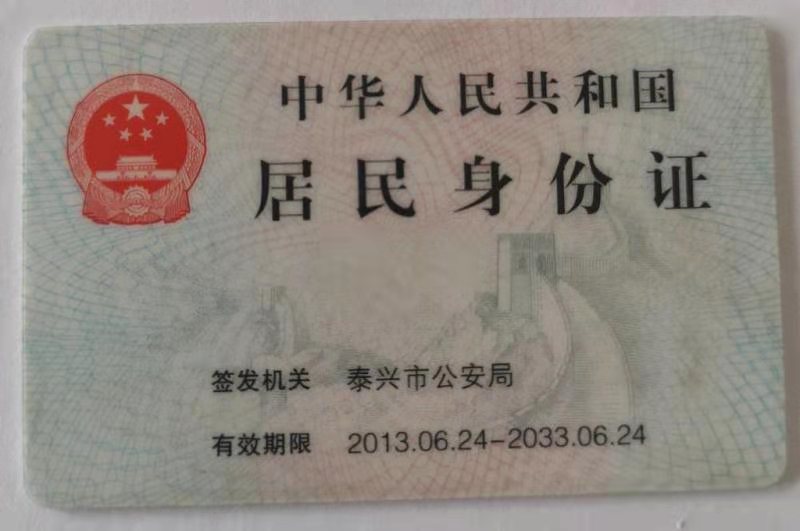 中华人民共和国
居民身份证
签发机关 泰兴市公安局
有效期限 2013.06.24-2033.06.24